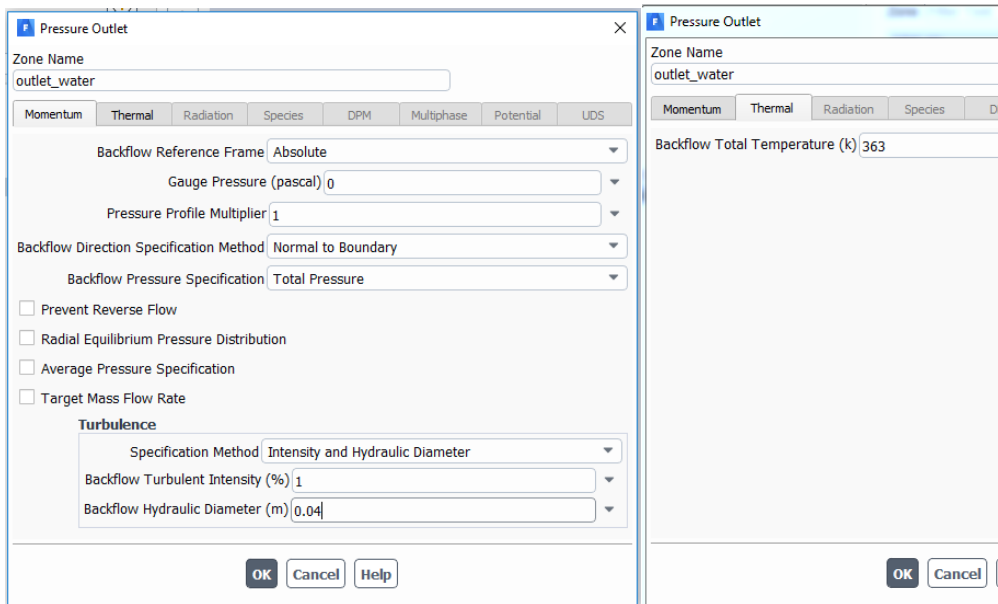 Pressure Outlet
Zone Name
outlet_water
Momentum Thermal Radiation Species DPM Multiphase Potential UDS
Backflow Reference Frame Absolute
Gauge Pressure (pascal) 0
Pressure Profile Multiplier 1
Backflow Direction Specification Method Normal to Boundary
Backflow Pressure Specification Total Pressure
Prevent Reverse Flow
Radial Equilibrium Pressure Distribution
Average Pressure Specification
Target Mass Flow Rate
Turbulence
Specification Method Intensity and Hydraulic Diameter
Backflow Turbulent Intensity (%) 1
Backflow Hydraulic Diameter (m) 0.04
OK Cancel Help
Pressure Outlet
Zone Name
outlet_water
Momentum Thermal Radiation Species D
Backflow Total Temperature (k) 363
OK Cancel